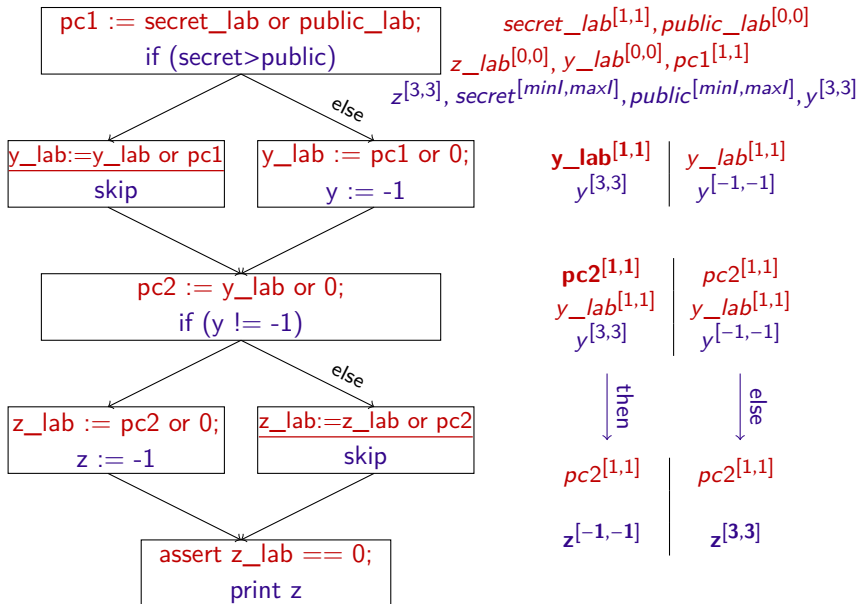 pc1 := secret_lab or public_lab;
if (secret>public)
secret_lab[1,1], public_lab[0,0]
z_lab[0,0], y_lab[0,0], pc1[1,1]
z[3,3], secret[minI,maxI], public[minI,maxI], y[3,3]
else
y_lab:=y_lab or pc1
skip
y_lab := pc1 or 0;
y := -1
y_lab[1,1] y_lab[1,1]
y[3,3] y[-1,-1]
pc2 := y_lab or 0;
if (y != -1)
pc2[1,1] pc2[1,1]
y_lab[1,1] y_lab[1,1]
y[3,3] y[-1,-1]
else
then
else
z_lab := pc2 or 0;
z := -1
z_lab:=z_lab or pc2
skip
pc2[1,1] pc2[1,1]
z[-1,-1] z[3,3]
assert z_lab == 0;
print z